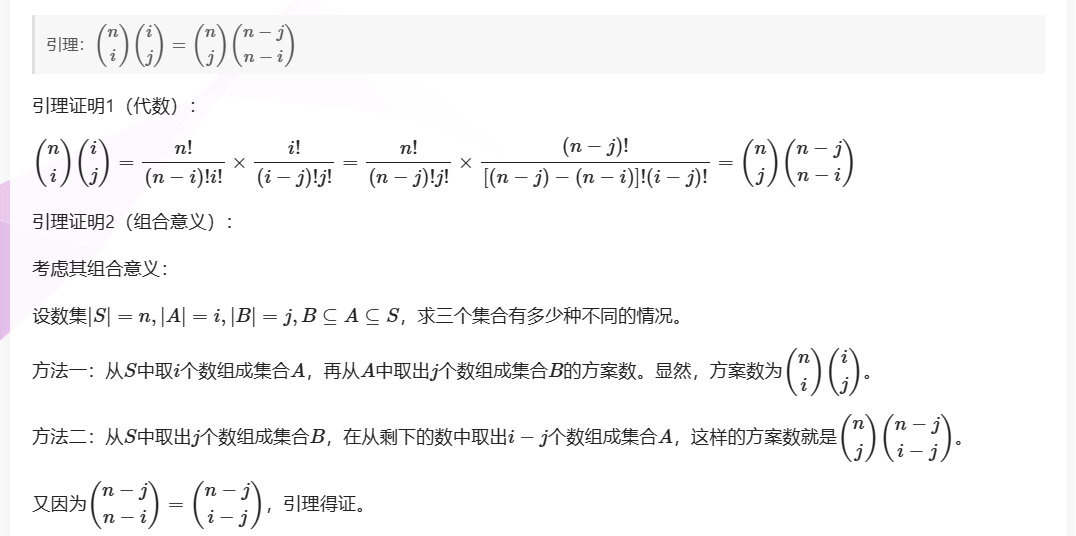 引理：$\binom{n}{i}\binom{i}{j}=\binom{n}{j}\binom{n-j}{n-i}$
引理证明1（代数）：
$\binom{n}{i}\binom{i}{j}=\frac{n!}{(n-i)!i!}\times\frac{i!}{(i-j)!j!}=\frac{n!}{(n-j)!j!}\times\frac{(n-j)!}{[(n-j)-(n-i)]!(i-j)!}=\binom{n}{j}\binom{n-j}{n-i}$
引理证明2（组合意义）：
考虑其组合意义：
设数集$|S|=n,|A|=i,|B|=j,B\subseteq A\subseteq S$，求三个集合有多少种不同的情况。
方法一：从$S$中取$i$个数组成集合$A$，再从$A$中取出$j$个数组成集合$B$的方案数。显然，方案数为$\binom{n}{i}\binom{i}{j}$。
方法二：从$S$中取出$j$个数组成集合$B$，在从剩下的数中取出$i-j$个数组成集合$A$，这样的方案数就是$\binom{n}{j}\binom{n-j}{i-j}$。
又因为$\binom{n-j}{n-i}=\binom{n-j}{i-j}$，引理得证。